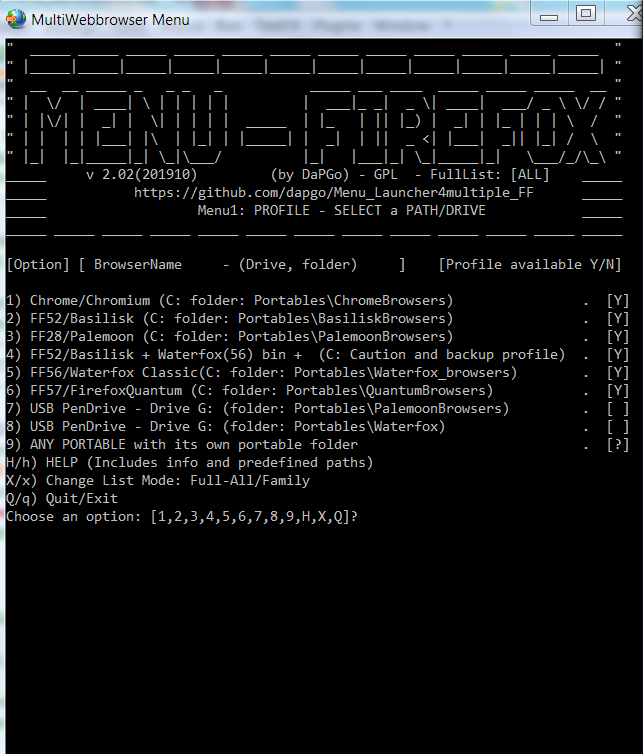 MultiWebbrowser Menu
MENU-FIREFOX
v 2.02(201910) (by DaPGo) - GPL - FullList: [ALL]
https://github.com/dapgo/Menu_Launcher4multiple_FF
Menu1: PROFILE - SELECT a PATH/DRIVE
[Option] [ BrowserName - (Drive, folder) ] [Profile available Y/N]
1) Chrome/Chromium (C: folder: Portables\ChromeBrowsers) . [Y]
2) FF52/Basilisk (C: folder: Portables\BasiliskBrowsers) . [Y]
3) FF28/Palemoon (C: folder: Portables\PalemoonBrowsers) . [Y]
4) FF52/Basilisk + Waterfox(56) bin + (C: Caution and backup profile) . [Y]
5) FF56/Waterfox Classic(C: folder: Portables\Waterfox_browsers) . [Y]
6) FF57/FirefoxQuantum (C: folder: Portables\QuantumBrowsers) . [Y]
7) USB PenDrive - Drive G: (folder: Portables\PalemoonBrowsers) . [ ]
8) USB PenDrive - Drive G: (folder: Portables\Waterfox) . [ ]
9) ANY PORTABLE with its own portable folder . [?]
H/h) HELP (Includes info and predefined paths)
X/x) Change List Mode: Full-All/Family
Q/q) Quit/Exit
Choose an option: [1,2,3,4,5,6,7,8,9,H,X,Q]?